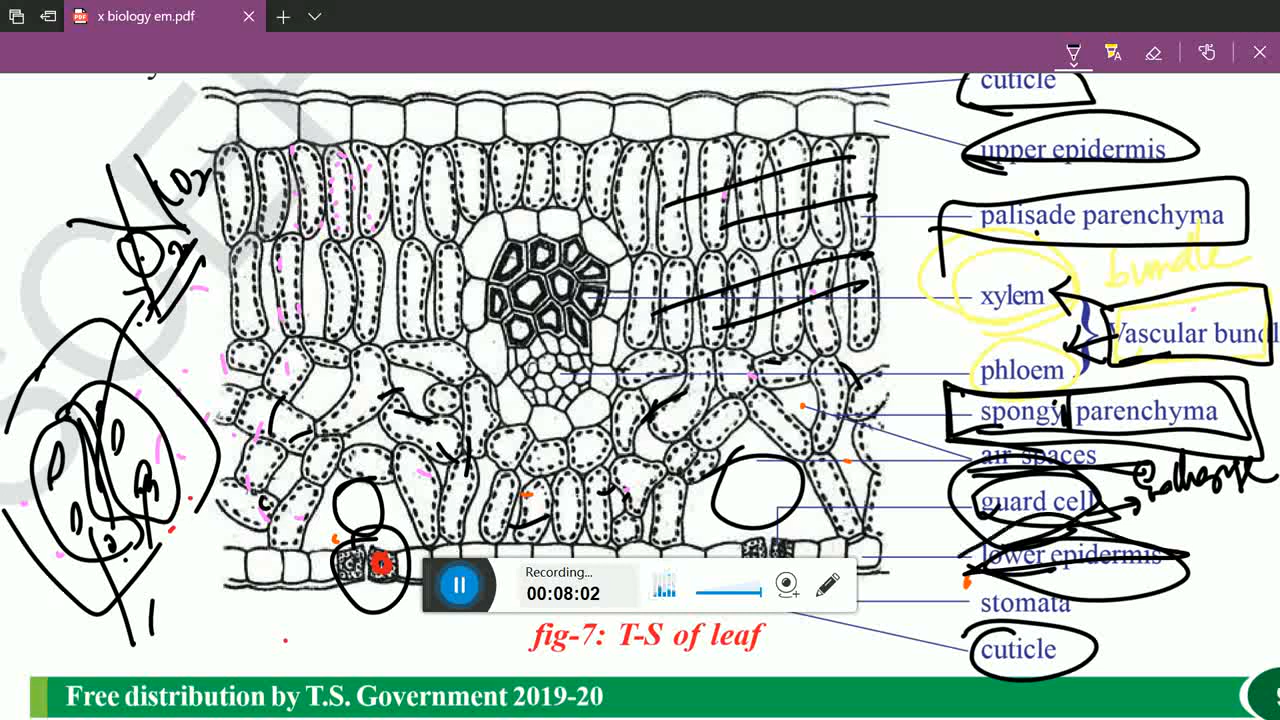 x biology em.pdf
cuticle
upper epidermis
palisade parenchyma
bundle
xylem
Vascular bundl
phloem
spongy parenchyma
air spaces
guard cell
lower epidermis
stomata
cuticle
Recording...
00:08:02
fig-7: T-S of leaf
Free distribution by T.S. Government 2019-20